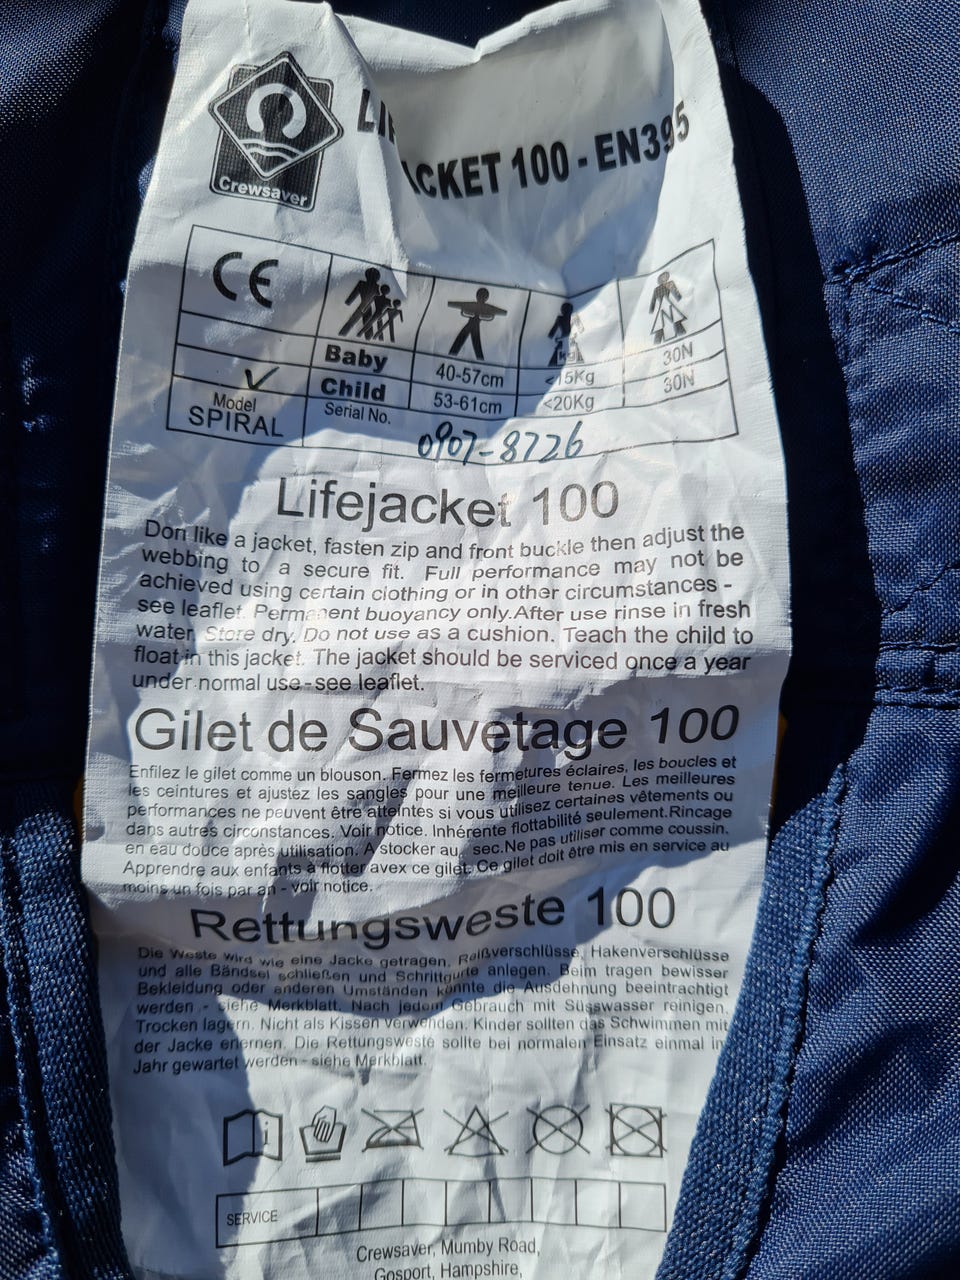 Crewsaver
LIF
ACKET 100 - EN395
CE
Baby 40-57cm <15Kg 30N
Child 53-61cm <20Kg 30N
Model
SPIRAL
Serial No.
0907-8726
kg
Lifejacket 100
Don like a jacket, fasten zip and front buckle then adjust the
webbing to a secure fit. Full performance may not be
achieved using certain clothing or in other circumstances -
see leaflet. Permanent buoyancy only.After use rinse in fresh
water. Store dry. Do not use as a cushion. Teach the child to
float in this jacket. The jacket should be serviced once a year
under normal use - see leaflet.
Gilet de Sauvetage 100
Enfilez le gilet comme un blouson. Fermez les fermetures éclaires, les boucles et
les ceintures et ajustez les sangles pour une meilleure tenue. Les meilleures
performances ne peuvent être atteintes si vous utilisez certaines vêtements ou
dans autres circonstances. Voir notice. Inhérente flottabilité seulement.Rincage
en eau douce après utilisation. A stocker au, sec.Ne pas utiliser comme coussin.
Apprendre aux enfants à flotter avex ce gilet. Ce gilet doit être mis en service au
moins un fois par an - voir notice.
Rettungsweste 100
Die Weste wird wie eine Jacke getragen. Reißverschlüsse, Hakenverschlüsse
und alle Bändsel schließen und Schrittgurte anlegen. Beim tragen bewisser
Bekleidung oder anderen Umständen könnte die Ausdehnung beeintrachtigt
werden - siehe Merkblatt. Nach jedem Gebrauch mit Süsswasser reinigen.
Trocken lagern. Nicht als Kissen verwenden. Kinder sollten das Schwimmen mit
der Jacke erlernen. Die Rettungsweste sollte bei normalen Einsatz einmal im
Jahr gewartet werden - siehe Merkblatt.
SERVICE
Crewsaver, Mumby Road,
Gosport, Hampshire,